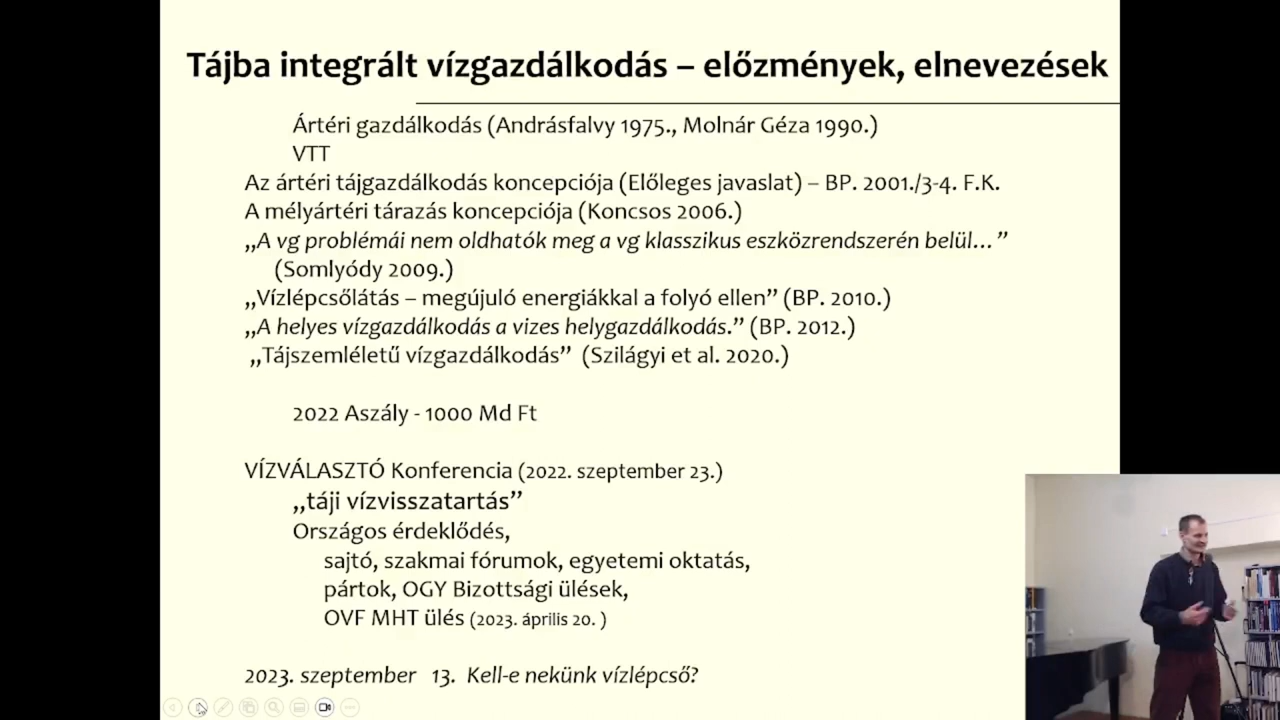 Tájba integrált vízgazdálkodás – előzmények, elnevezések
Ártéri gazdálkodás (Andrásfalvy 1975., Molnár Géza 1990.)
VTT
Az ártéri tájgazdálkodás koncepciója (Előleges javaslat) – BP. 2001./3-4. F.K.
A mélyártéri tárazás koncepciója (Koncsos 2006.)
„A vg problémái nem oldhatók meg a vg klasszikus eszközrendszerén belül…”
(Somlyódy 2009.)
„Vízlépcsőlátás – megújuló energiákkal a folyó ellen” (BP. 2010.)
„A helyes vízgazdálkodás a vizes helygazdálkodás.” (BP. 2012.)
„Tájszemléletű vízgazdálkodás” (Szilágyi et al. 2020.)
2022 Aszály - 1000 Md Ft
VÍZVÁLASZTÓ Konferencia (2022. szeptember 23.)
„táji vízvisszatartás”
Országos érdeklődés,
sajtó, szakmai fórumok, egyetemi oktatás,
pártok, OGY Bizottsági ülések,
OVF MHT ülés (2023. április 20. )
2023. szeptember 13. Kell-e nekünk vízlépcső?